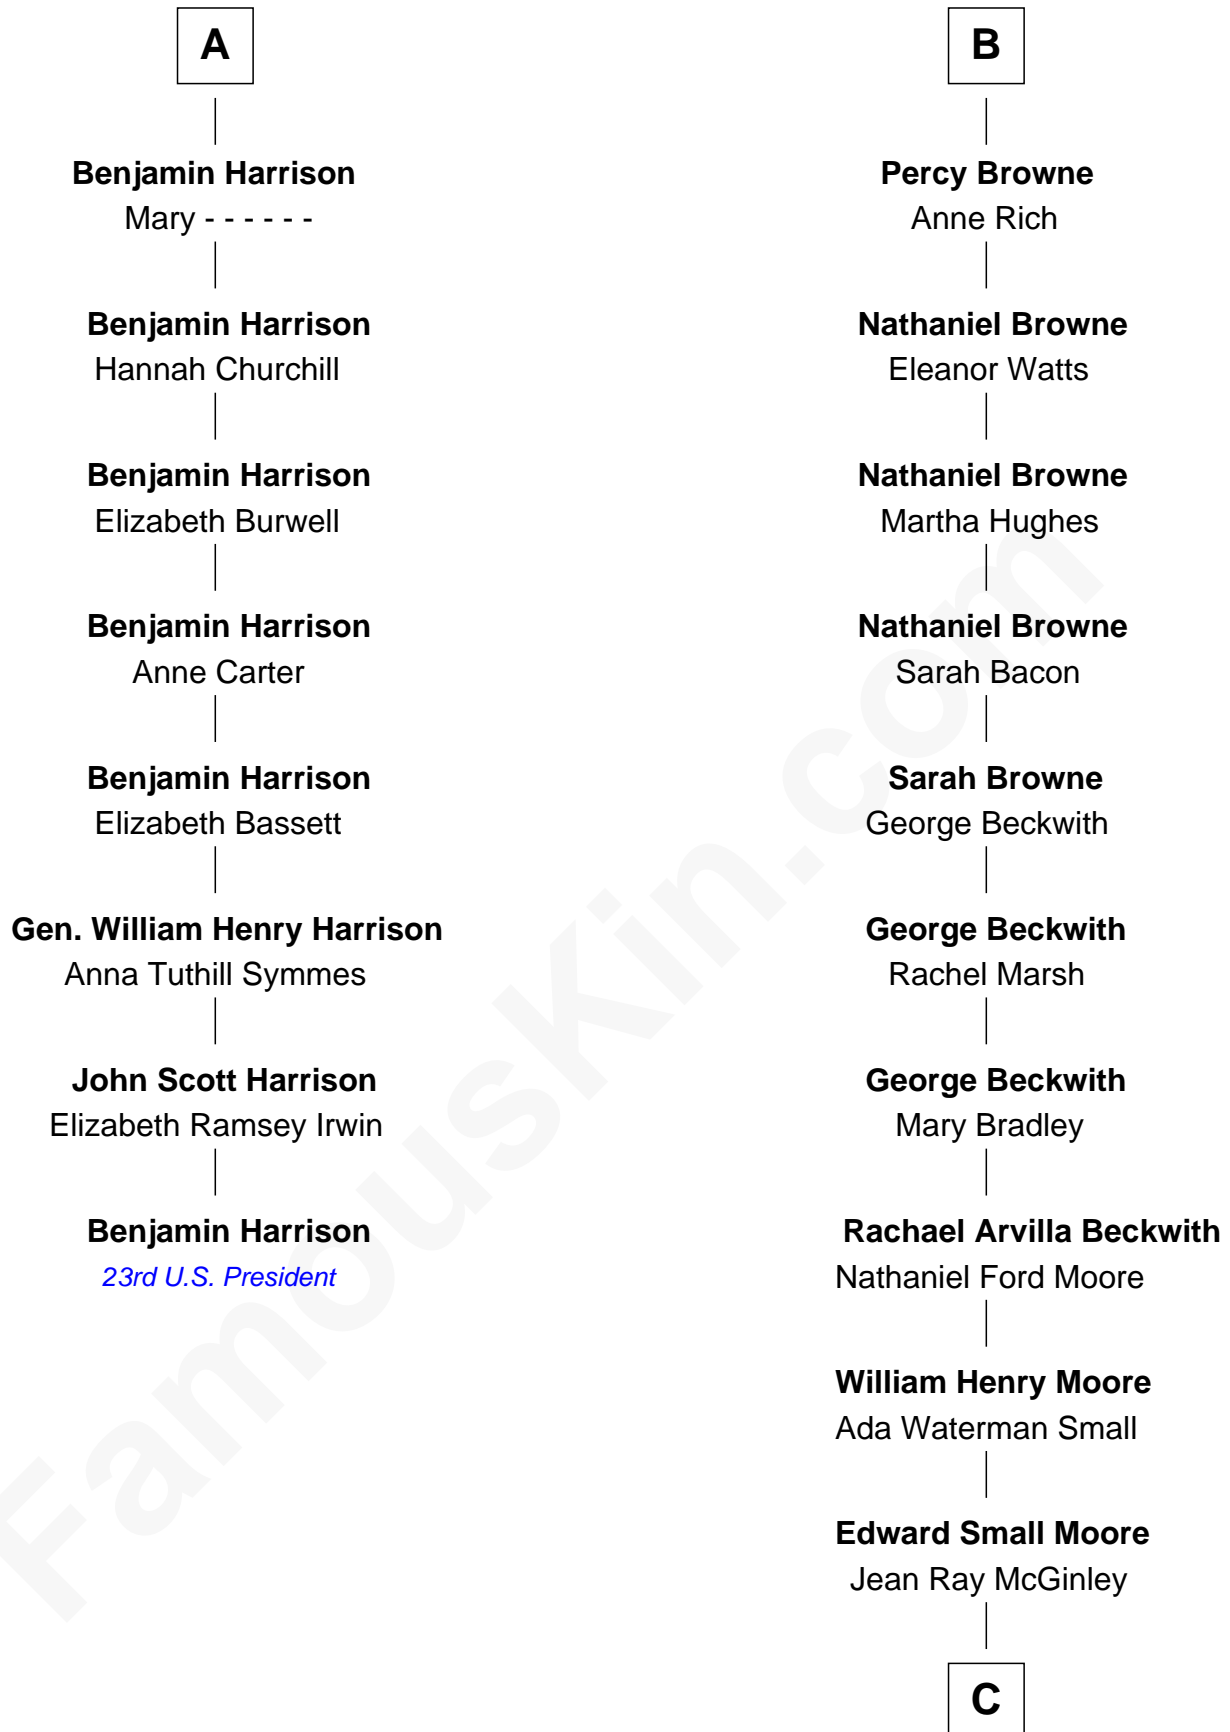 A
Benjamin Harrison
Mary - - - - - -
Benjamin Harrison
Hannah Churchill
Benjamin Harrison
Elizabeth Burwell
Benjamin Harrison
Anne Carter
Benjamin Harrison
Elizabeth Bassett
Gen. William Henry Harrison
Anna Tuthill Symmes
John Scott Harrison
Elizabeth Ramsey Irwin
Benjamin Harrison
23rd U.S. President
B
Percy Browne
Anne Rich
Nathaniel Browne
Eleanor Watts
Nathaniel Browne
Martha Hughes
Nathaniel Browne
Sarah Bacon
Sarah Browne
George Beckwith
George Beckwith
Rachel Marsh
George Beckwith
Mary Bradley
Rachael Arvilla Beckwith
Nathaniel Ford Moore
William Henry Moore
Ada Waterman Small
Edward Small Moore
Jean Ray McGinley
C
FamousKin.com